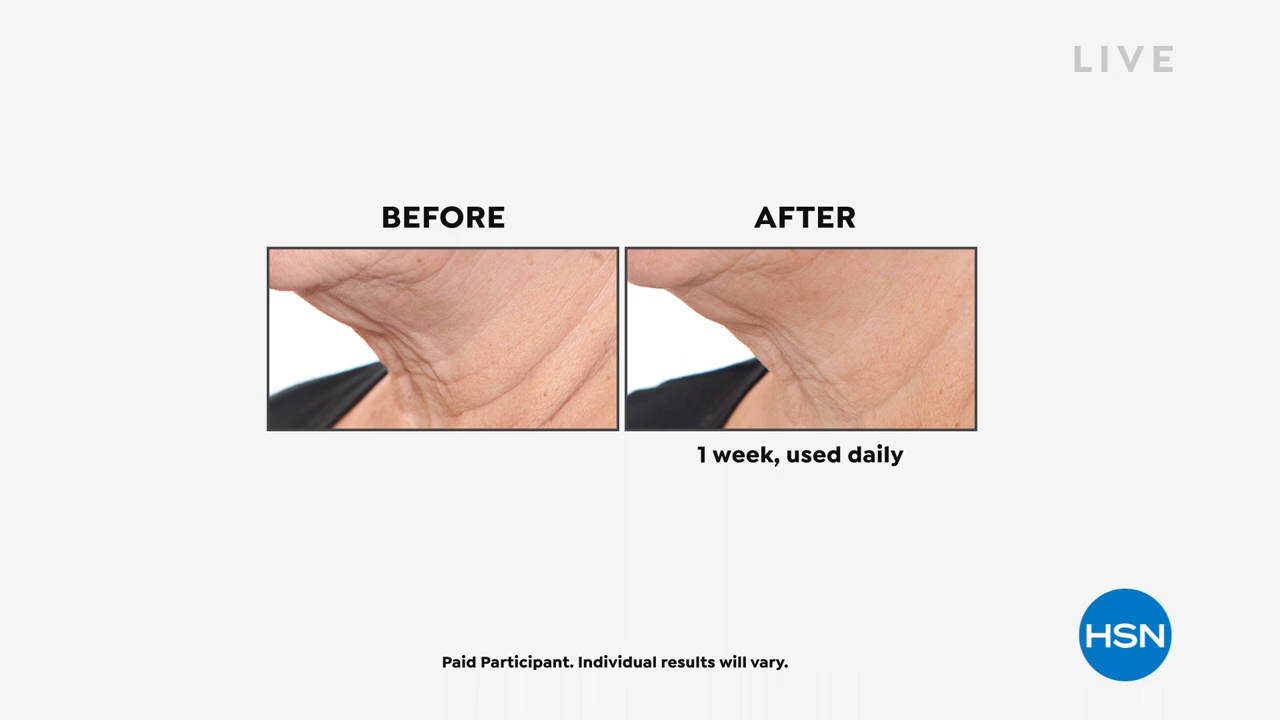 LIVE
BEFORE
AFTER
1 week, used daily
Paid Participant. Individual results will vary.
HSN